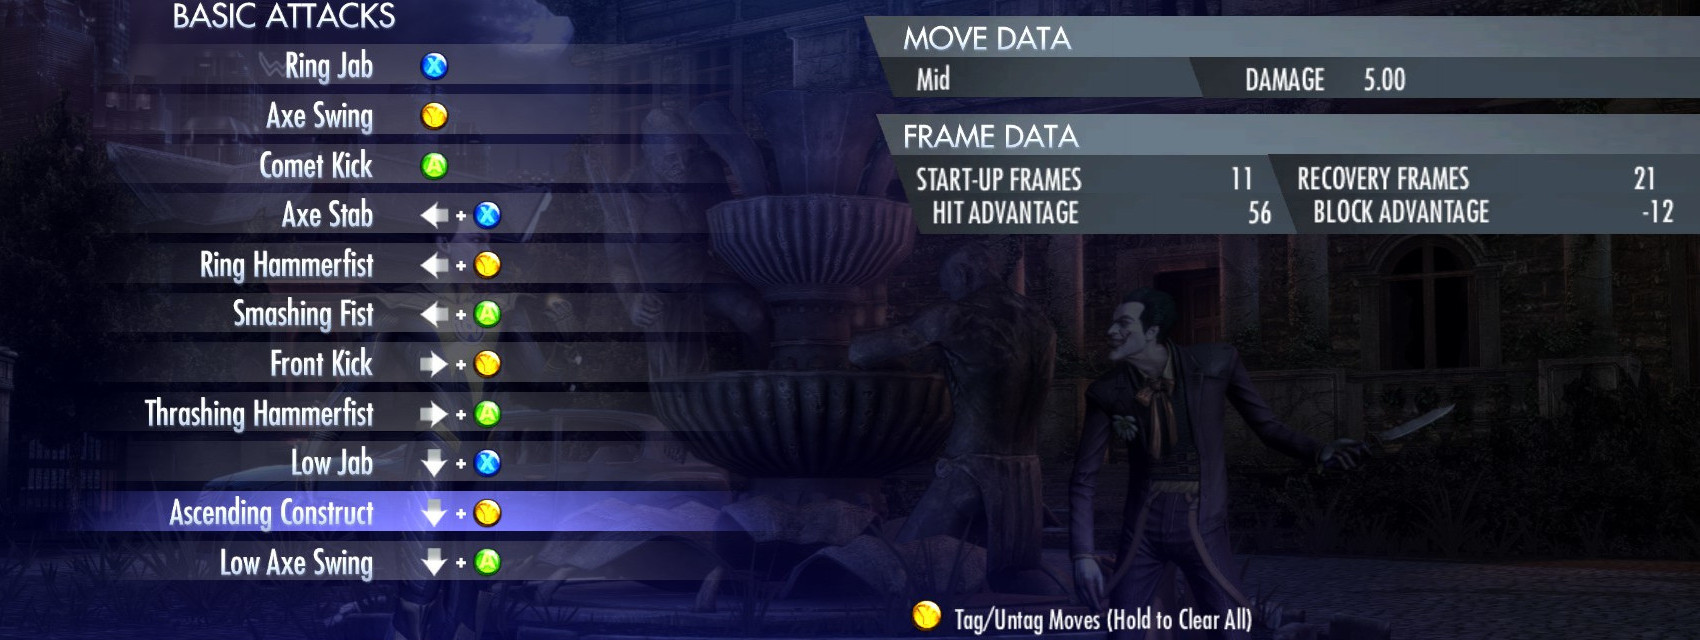 BASIC ATTACKS
Ring Jab X
Axe Swing Y
Comet Kick A
Axe Stab + X
Ring Hammerfist + Y
Smashing Fist + A
Front Kick + Y
Thrashing Hammerfist + A
Low Jab + X
Ascending Construct + Y
Low Axe Swing + A
MOVE DATA
Mid DAMAGE 5.00
FRAME DATA
START-UP FRAMES 11 RECOVERY FRAMES 21
HIT ADVANTAGE 56 BLOCK ADVANTAGE -12
Y Tag/Untag Moves (Hold to Clear All)